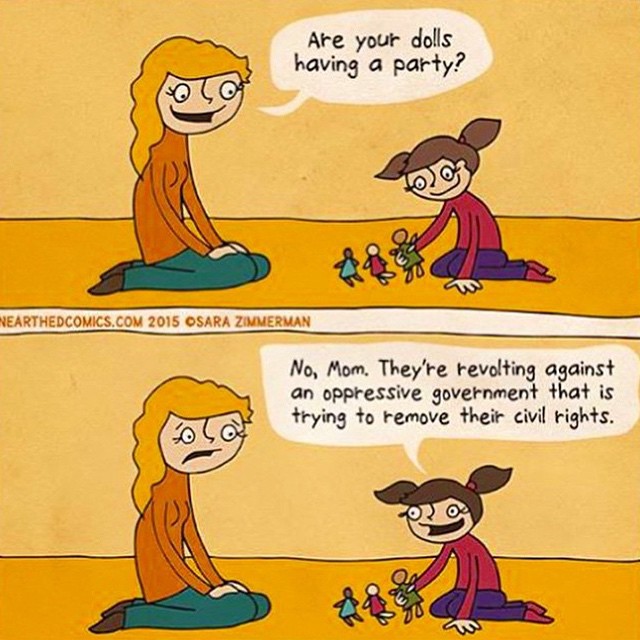 Are your dolls
having a party?
NEARTHEDCOMICS.COM 2015 ©SARA ZIMMERMAN
No, Mom. They're revolting against
an oppressive government that is
trying to remove their civil rights.